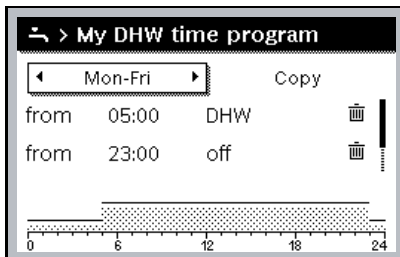 > My DHW time program
Mon-Fri Copy
from 05:00 DHW
from 23:00 off
0 6 12 18 24